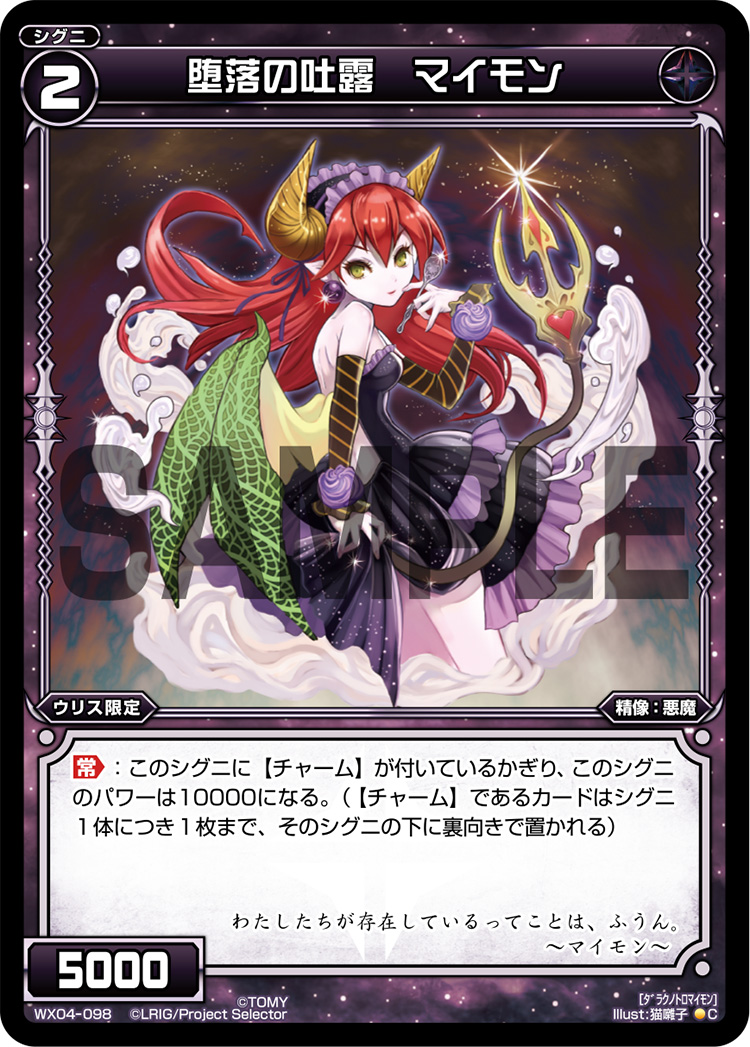 シグニ
2
堕落の吐露　マイモン
SAMPLE
ウリス限定
精像：悪魔
常：このシグニに【チャーム】が付いているかぎり、このシグニ
のパワーは10000になる。（【チャーム】であるカードはシグニ
１体につき１枚まで、そのシグニの下に裏向きで置かれる）
わたしたちが存在しているってことは、ふうん。
～マイモン～
5000
©TOMY
[ﾀﾞﾗｸﾉﾄﾛﾏｲﾓﾝ]
WX04-098 ©LRIG/Project Selector
Illust:猫囃子 C